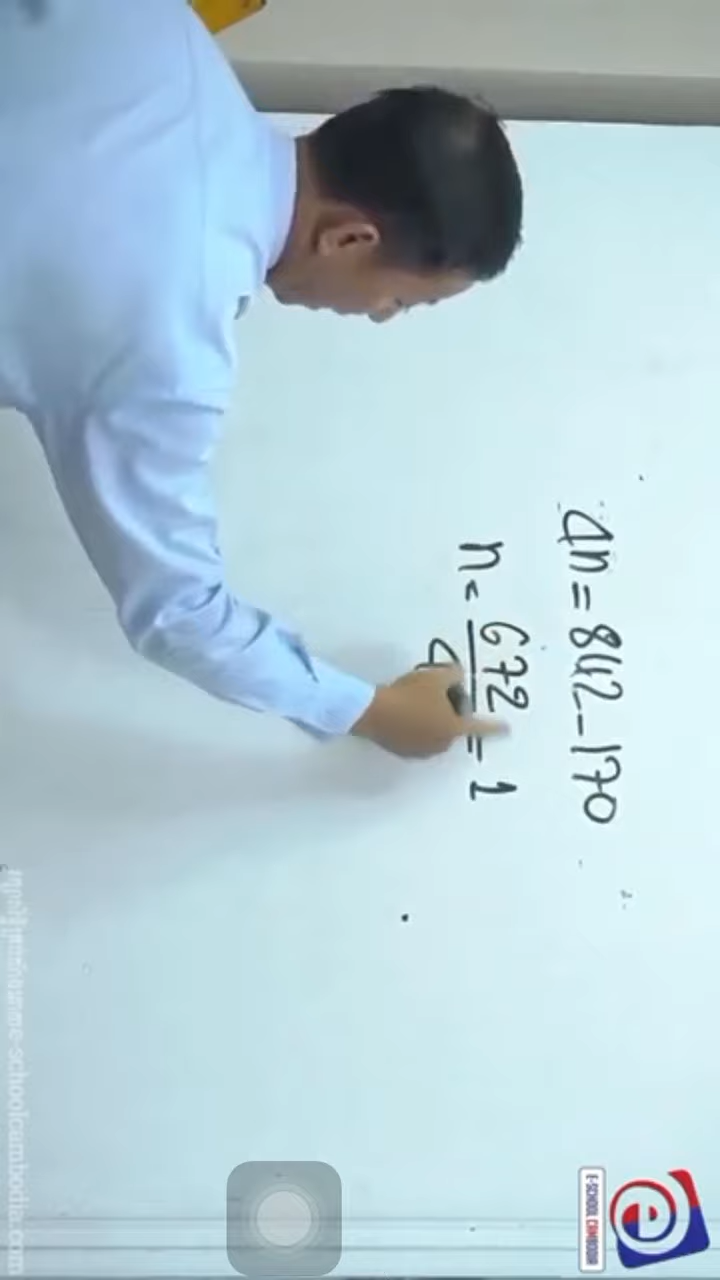 4n = 842 - 170
n = 672/4 = 1
E-SCHOOL CAMBODIA